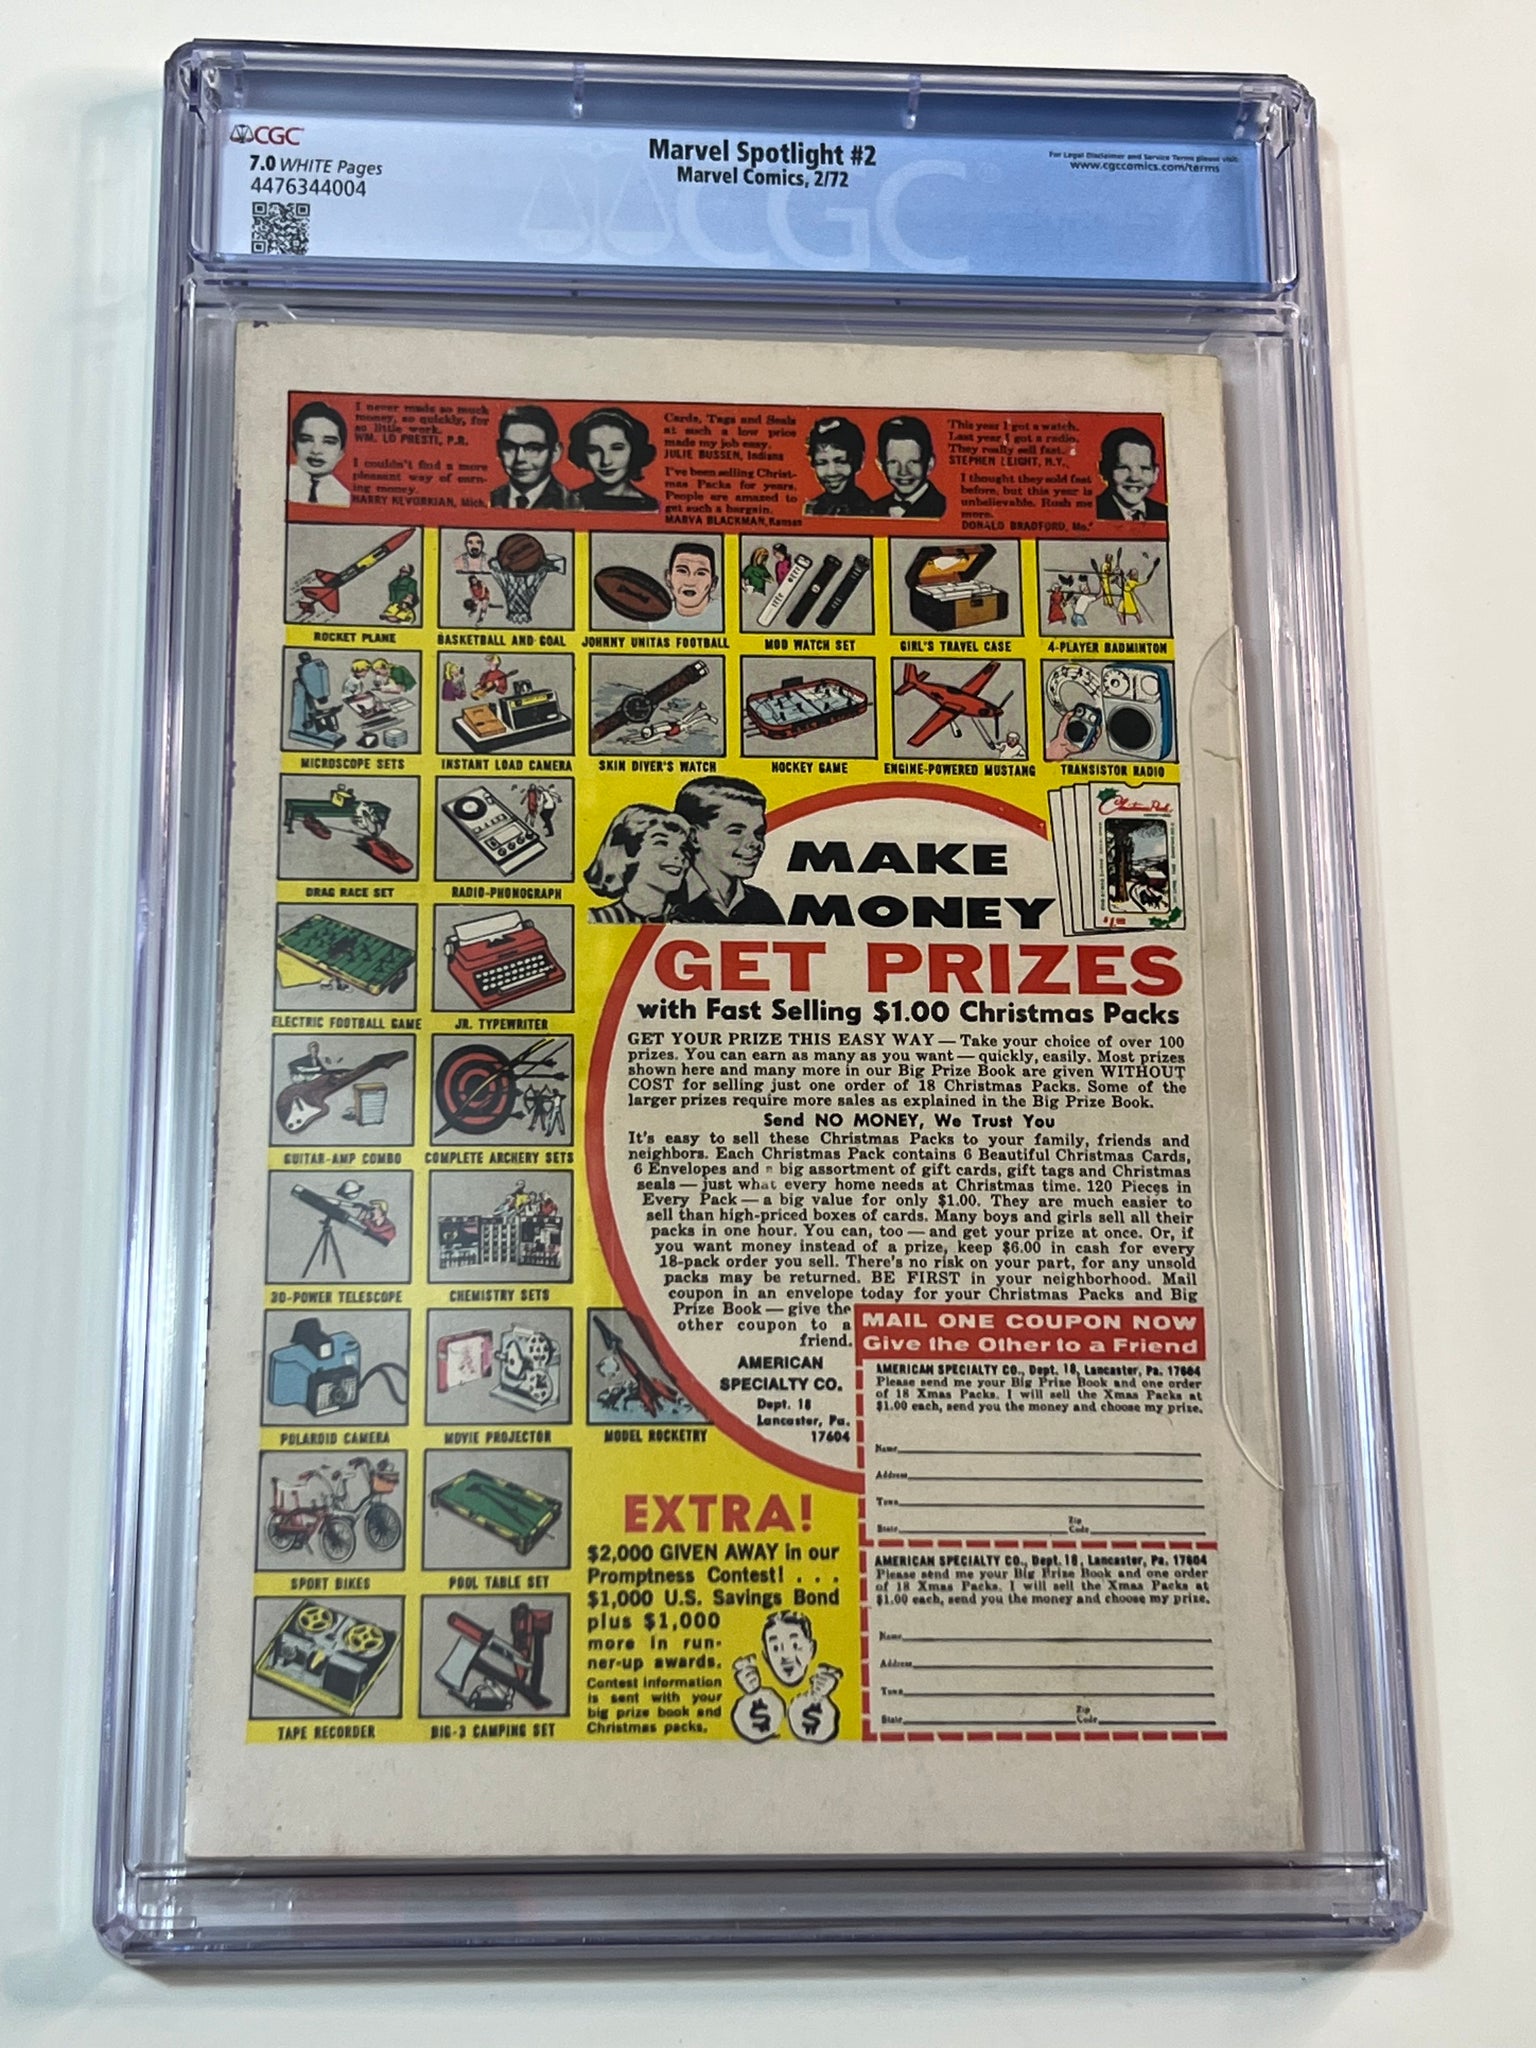 CGC
7.0 WHITE Pages
4476344004
Marvel Spotlight #2
Marvel Comics, 2/72
For Legal Disclaimer and Service Terms please visit:
www.cgccomics.com/terms
CGC
I never made so much
money, so quickly, for
so little work.
WM. LO PRESTI, P.R.
I couldn't find a more
pleasant way of earn-
ing money.
HARRY KEVORKIAN, Mich.
Cards, Tags and Seals
at such a low price
made my job easy.
JULIE BUSSEN, Indiana
I've been selling Christ-
mas Packs for years.
People are amazed to
get such a bargain.
MARVA BLACKMAN, Kansas
This year I got a watch.
Last year I got a radio.
They really sell fast.
STEPHEN LEIGHT, N.Y.
I thought they sold fast
before, but this year is
unbelievable. Rush me
more.
DONALD BRADFORD, Mo.
ROCKET PLANE
BASKETBALL AND GOAL
JOHNNY UNITAS FOOTBALL
MOD WATCH SET
GIRL'S TRAVEL CASE
4-PLAYER BADMINTON
MICROSCOPE SETS
INSTANT LOAD CAMERA
SKIN DIVER'S WATCH
HOCKEY GAME
ENGINE-POWERED MUSTANG
TRANSISTOR RADIO
DRAG RACE SET
RADIO-PHONOGRAPH
ELECTRIC FOOTBALL GAME
JR. TYPEWRITER
GUITAR-AMP COMBO
COMPLETE ARCHERY SETS
30-POWER TELESCOPE
CHEMISTRY SETS
POLAROID CAMERA
MOVIE PROJECTOR
MODEL ROCKETRY
SPORT BIKES
POOL TABLE SET
TAPE RECORDER
BIG-3 CAMPING SET
MAKE
MONEY
GET PRIZES
with Fast Selling $1.00 Christmas Packs
GET YOUR PRIZE THIS EASY WAY — Take your choice of over 100
prizes. You can earn as many as you want — quickly, easily. Most prizes
shown here and many more in our Big Prize Book are given WITHOUT
COST for selling just one order of 18 Christmas Packs. Some of the
larger prizes require more sales as explained in the Big Prize Book.
Send NO MONEY, We Trust You
It's easy to sell these Christmas Packs to your family, friends and
neighbors. Each Christmas Pack contains 6 Beautiful Christmas Cards,
6 Envelopes and a big assortment of gift cards, gift tags and Christmas
seals — just what every home needs at Christmas time. 120 Pieces in
Every Pack — a big value for only $1.00. They are much easier to
sell than high-priced boxes of cards. Many boys and girls sell all their
packs in one hour. You can, too — and get your prize at once. Or, if
you want money instead of a prize, keep $6.00 in cash for every
18-pack order you sell. There's no risk on your part, for any unsold
packs may be returned. BE FIRST in your neighborhood. Mail
coupon in an envelope today for your Christmas Packs and Big
Prize Book — give the
other coupon to a
friend.
AMERICAN
SPECIALTY CO.
Dept. 18
Lancaster, Pa.
17604
EXTRA!
$2,000 GIVEN AWAY in our
Promptness Contest! . . .
$1,000 U.S. Savings Bond
plus $1,000
more in run-
ner-up awards.
Contest information
is sent with your
big prize book and
Christmas packs.
$ $
MAIL ONE COUPON NOW
Give the Other to a Friend
AMERICAN SPECIALTY CO., Dept. 18, Lancaster, Pa. 17604
Please send me your Big Prize Book and one order
of 18 Xmas Packs. I will sell the Xmas Packs at
$1.00 each, send you the money and choose my prize.
Name
Address
Town
State Zip Code
AMERICAN SPECIALTY CO., Dept. 18, Lancaster, Pa. 17604
Please send me your Big Prize Book and one order
of 18 Xmas Packs. I will sell the Xmas Packs at
$1.00 each, send you the money and choose my prize.
Name
Address
Town
State Zip Code